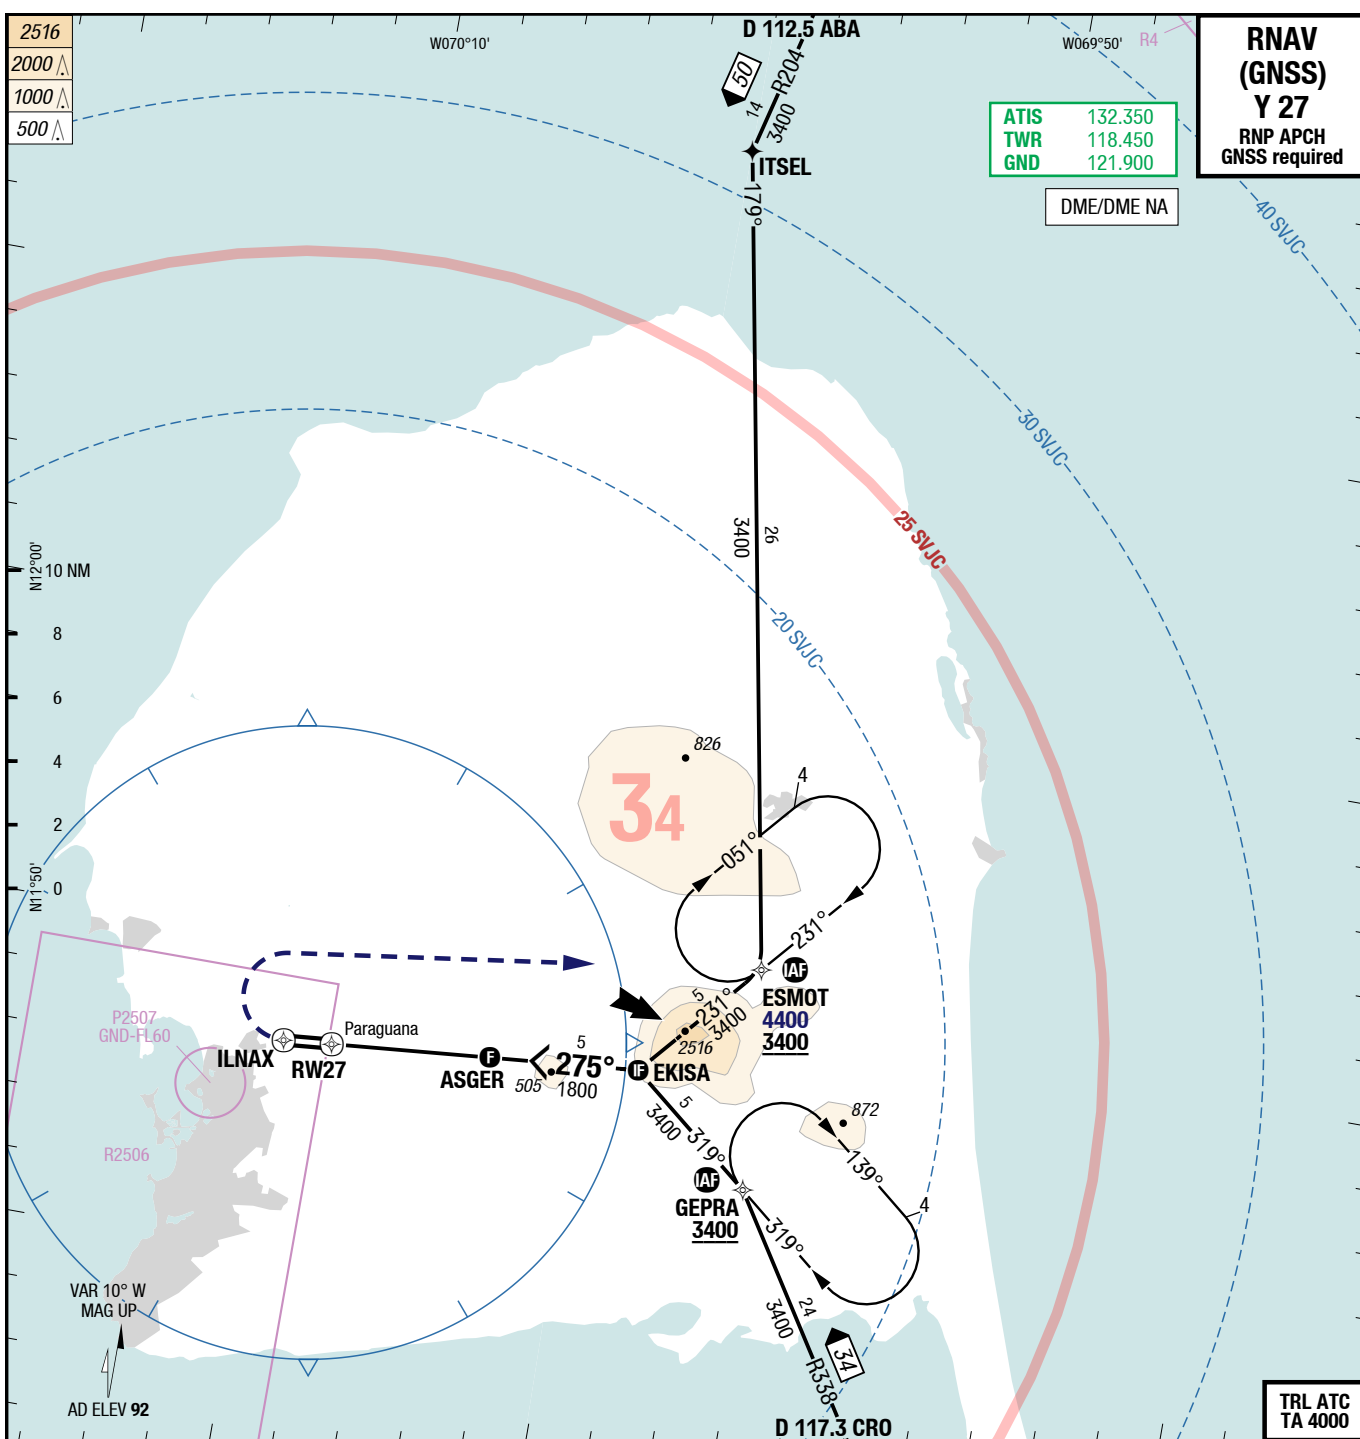 2516
2000
1000
500
W070°10'
D 112.5 ABA
W069°50'
R4
RNAV
(GNSS)
Y 27
RNP APCH
GNSS required
ATIS 132.350
TWR 118.450
GND 121.900
DME/DME NA
50
R204
14
3400
ITSEL
179°
40 SVJC
30 SVJC
25 SVJC
20 SVJC
26
3400
N12°00'
10 NM
8
6
4
2
0
N11°50'
826
34
4
051°
231°
IAF
ESMOT
4400
3400
5
231°
3400
2516
P2507
GND-FL60
Paraguana
ILNAX
RW27
F
ASGER
5
275°
1800
505
IF EKISA
5
3400
319°
872
139°
4
R2506
IAF
GEPRA
3400
319°
24
3400
34
R338
D 117.3 CRO
VAR 10° W
MAG UP
AD ELEV 92
TRL ATC
TA 4000